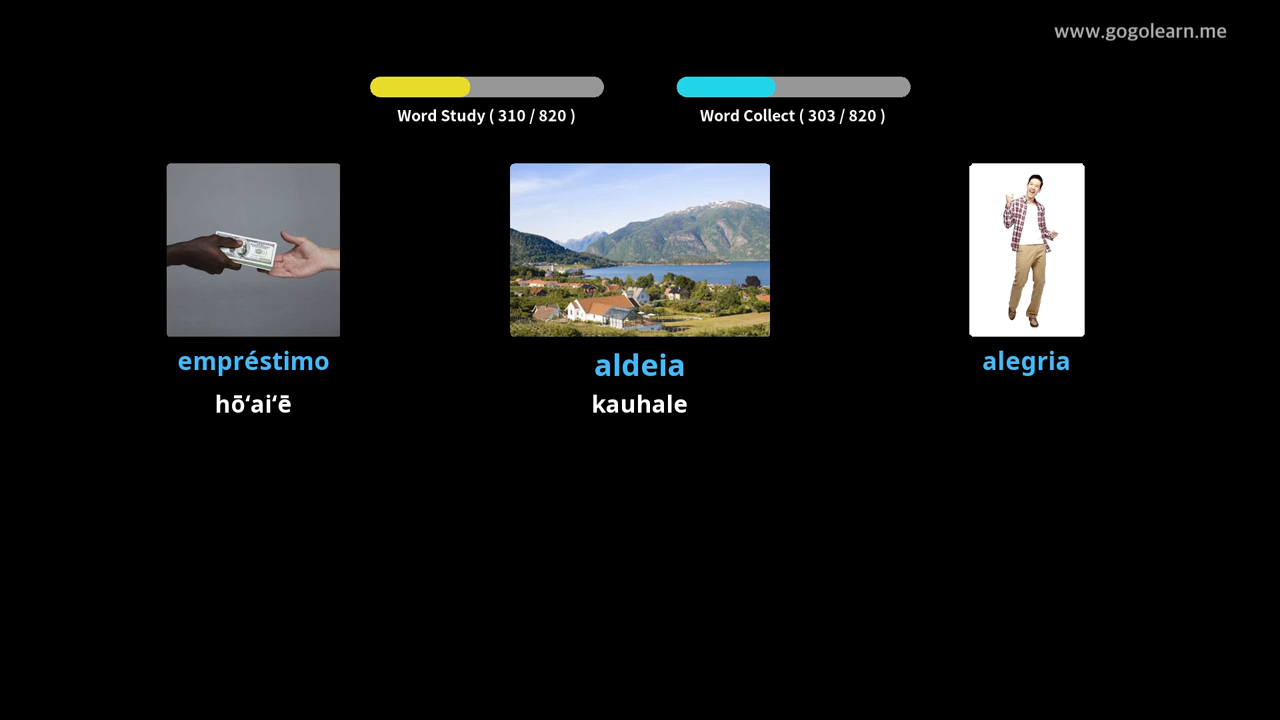 www.gogolearn.me
Word Study ( 310 / 820 )
Word Collect ( 303 / 820 )
empréstimo
hōʻaiʻē
aldeia
kauhale
alegria